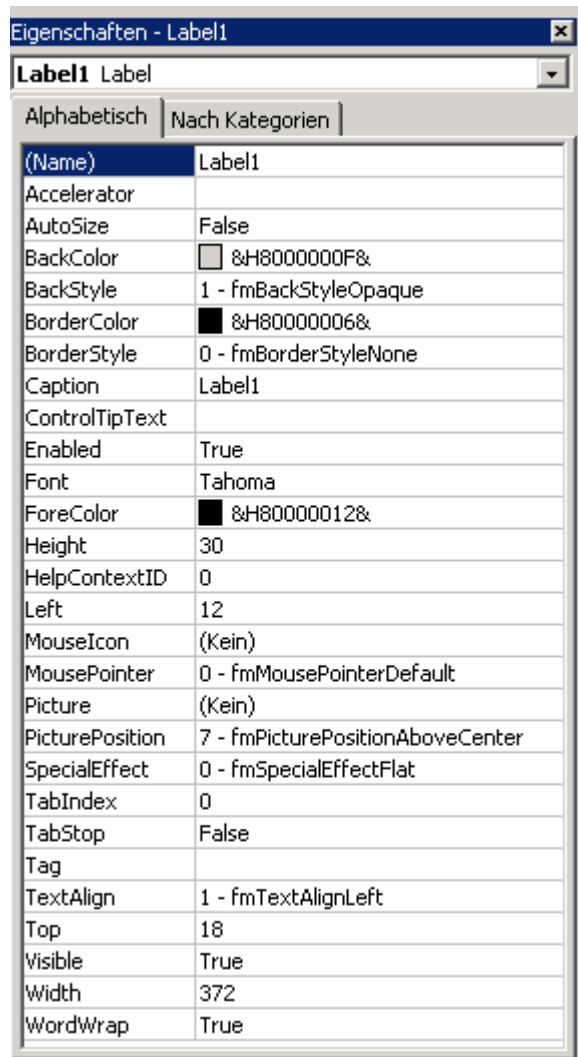 Eigenschaften - Label1
Label1 Label
Alphabetisch Nach Kategorien
(Name) Label1
Accelerator
AutoSize False
BackColor &H8000000F&
BackStyle 1 - fmBackStyleOpaque
BorderColor &H80000006&
BorderStyle 0 - fmBorderStyleNone
Caption Label1
ControlTipText
Enabled True
Font Tahoma
ForeColor &H80000012&
Height 30
HelpContextID 0
Left 12
MouseIcon (Kein)
MousePointer 0 - fmMousePointerDefault
Picture (Kein)
PicturePosition 7 - fmPicturePositionAboveCenter
SpecialEffect 0 - fmSpecialEffectFlat
TabIndex 0
TabStop False
Tag
TextAlign 1 - fmTextAlignLeft
Top 18
Visible True
Width 372
WordWrap True